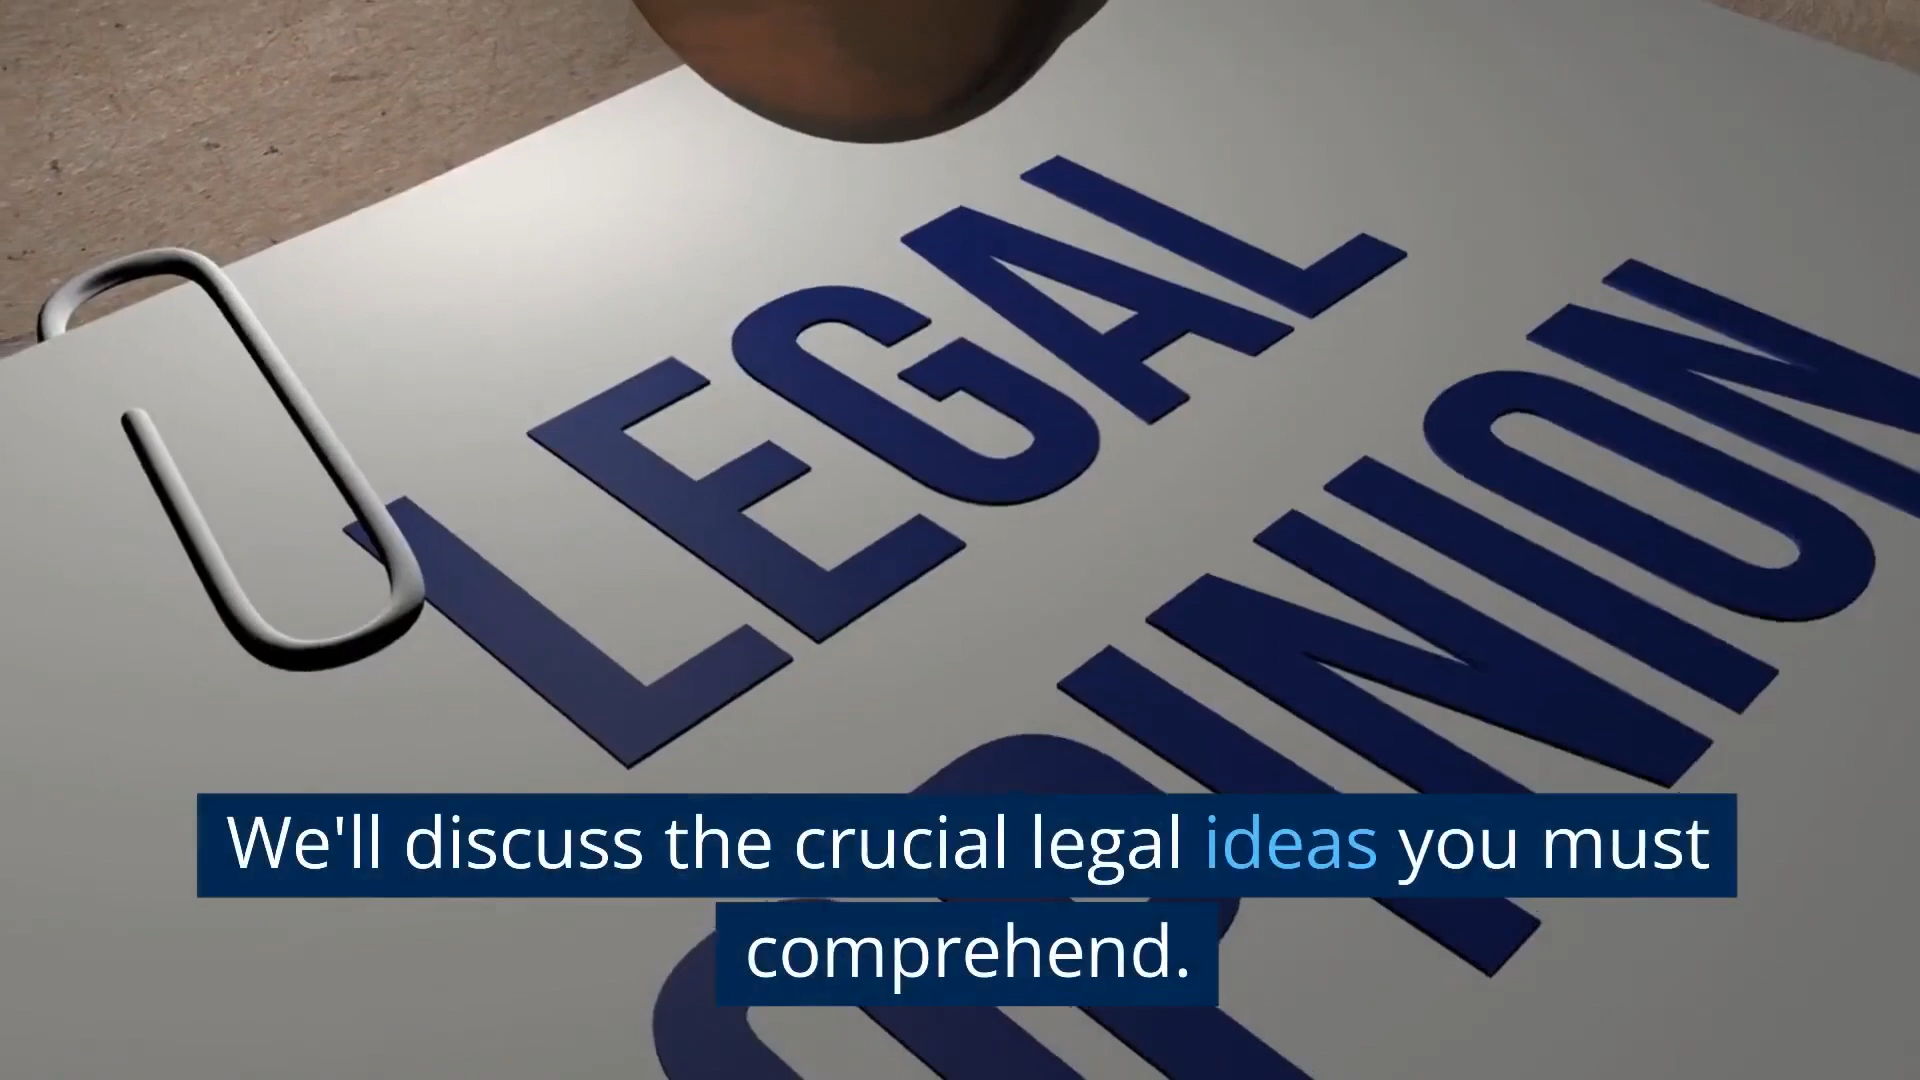 LEGAL
OPINION
We'll discuss the crucial legal ideas you must
comprehend.